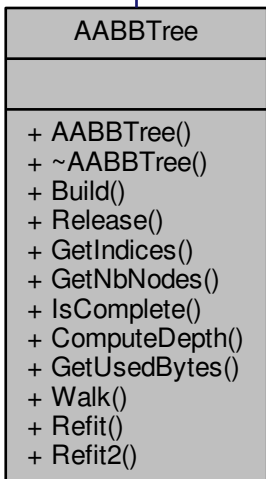 AABBTree
+ AABBTree()
+ ~AABBTree()
+ Build()
+ Release()
+ GetIndices()
+ GetNbNodes()
+ IsComplete()
+ ComputeDepth()
+ GetUsedBytes()
+ Walk()
+ Refit()
+ Refit2()